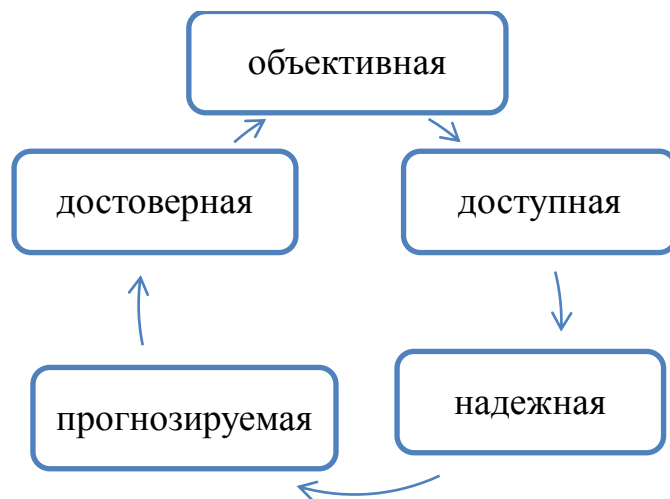 объективная
достоверная
доступная
прогнозируемая
надежная